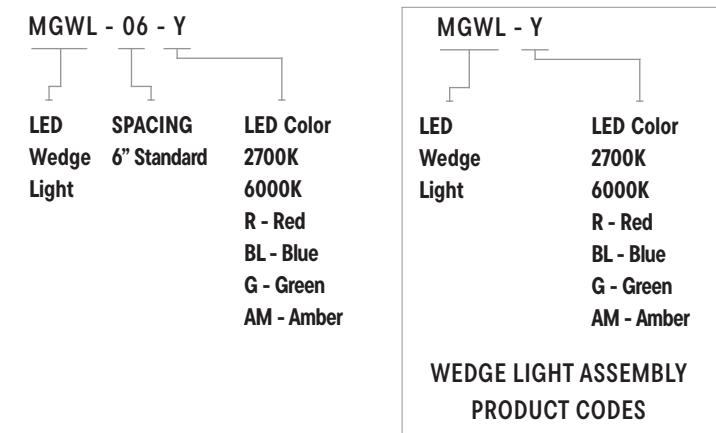 MGWL - 06 - Y
LED
Wedge
Light
SPACING
6” Standard
LED Color
2700K
6000K
R - Red
BL - Blue
G - Green
AM - Amber
MGWL - Y
LED
Wedge
Light
LED Color
2700K
6000K
R - Red
BL - Blue
G - Green
AM - Amber
WEDGE LIGHT ASSEMBLY
PRODUCT CODES